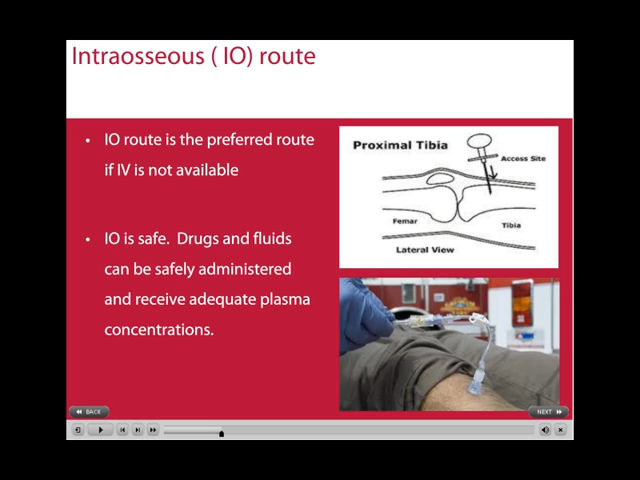 Intraosseous ( IO) route
• IO route is the preferred route
if IV is not available
• IO is safe. Drugs and fluids
can be safely administered
and receive adequate plasma
concentrations.
Proximal Tibia
Access Site
Femar
Tibia
Lateral View
BACK
NEXT